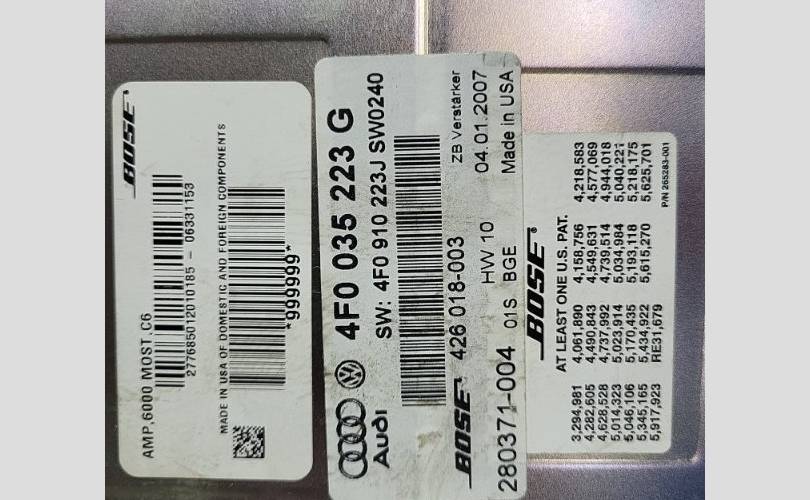 BOSE
AMP,6000 MOST,C6
277685012010185 - 06331153
MADE IN USA OF DOMESTIC AND FOREIGN COMPONENTS
*999999*
4F0 035 223 G
Audi SW: 4F0 910 223J SW0240
BOSE 426 018-003 ZB Verstärker
HW 10 04.01.2007
280371-004 01S BGE Made in USA
BOSE
AT LEAST ONE U.S. PAT.
3,294,981 4,061,890 4,158,756 4,218,583
4,282,605 4,490,843 4,549,631 4,577,069
4,628,528 4,737,992 4,739,514 4,944,018
5,014,323 5,023,914 5,034,984 5,040,221
5,046,106 5,170,435 5,193,118 5,218,175
5,345,165 5,434,922 5,615,270 5,625,701
5,917,923 RE31,679
P/N 265283-001